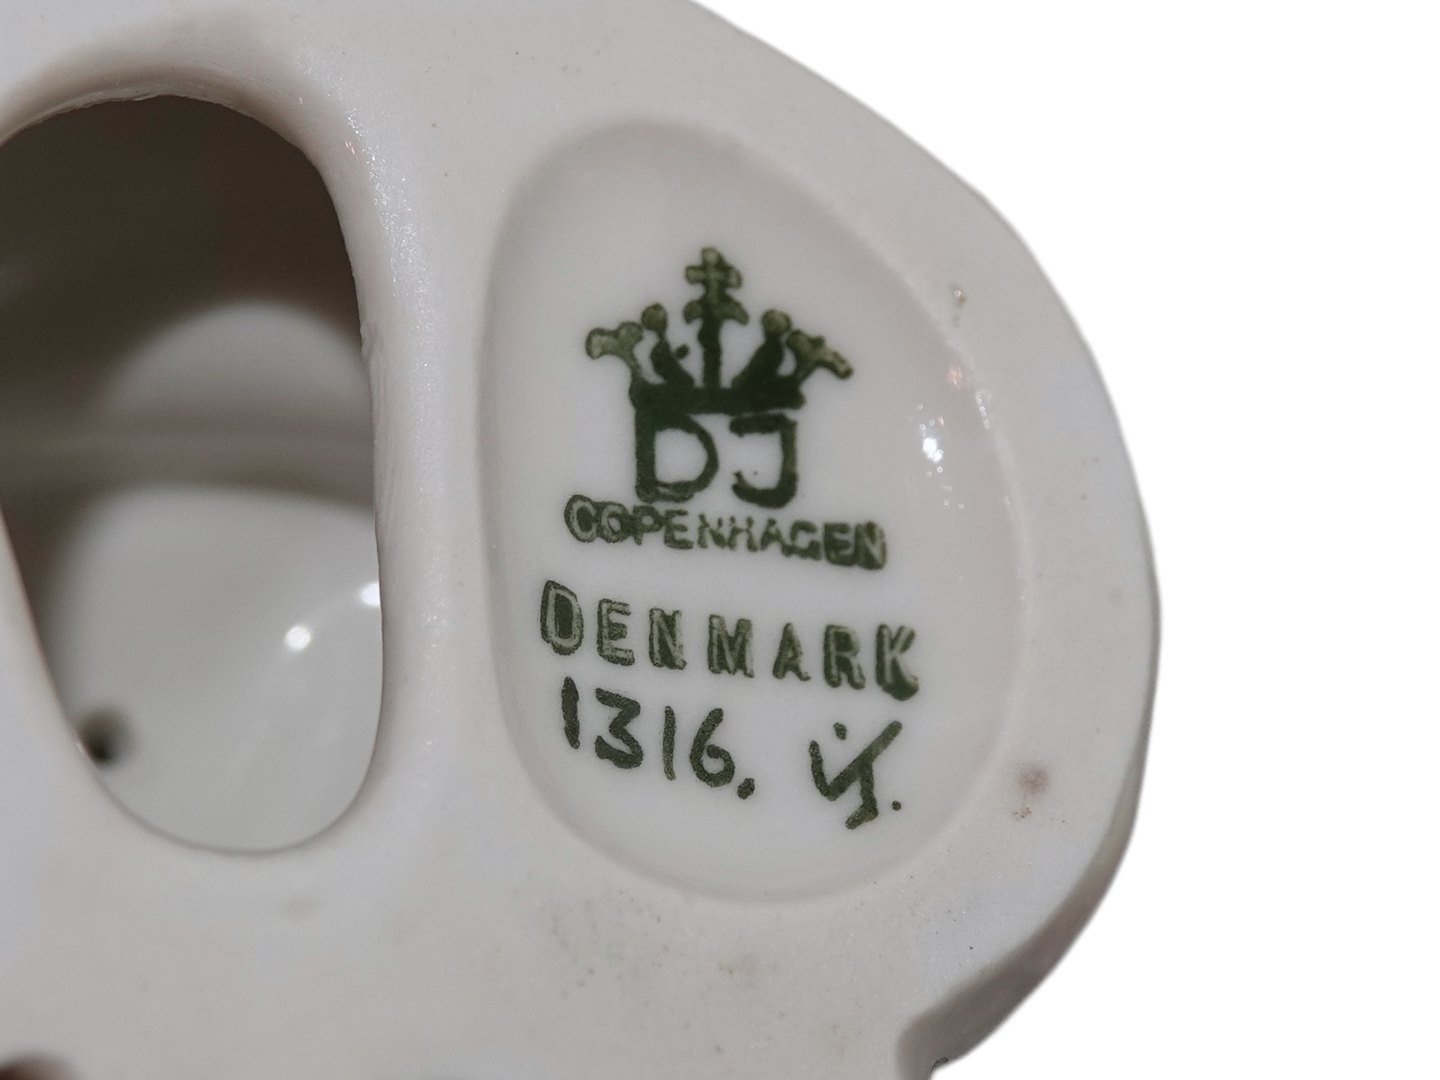 DJ
COPENHAGEN
DENMARK
1316.